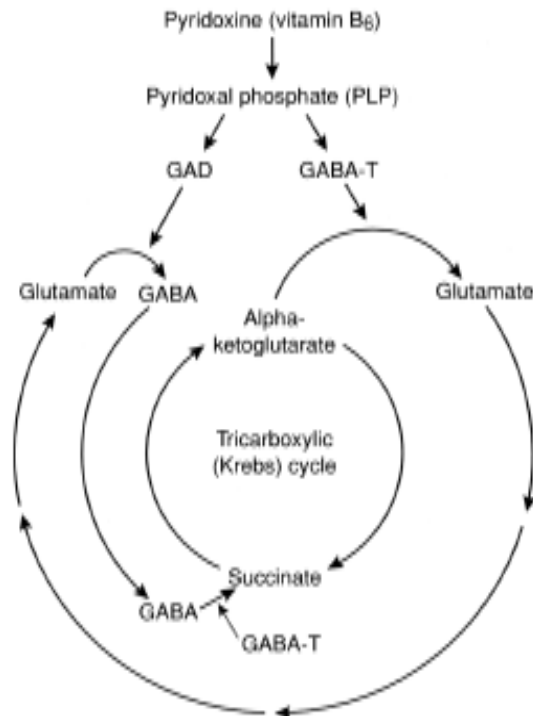 Pyridoxine (vitamin B6)
Pyridoxal phosphate (PLP)
GAD
GABA-T
Glutamate
GABA
Alpha-
ketoglutarate
Glutamate
Tricarboxylic
(Krebs) cycle
Succinate
GABA
GABA-T